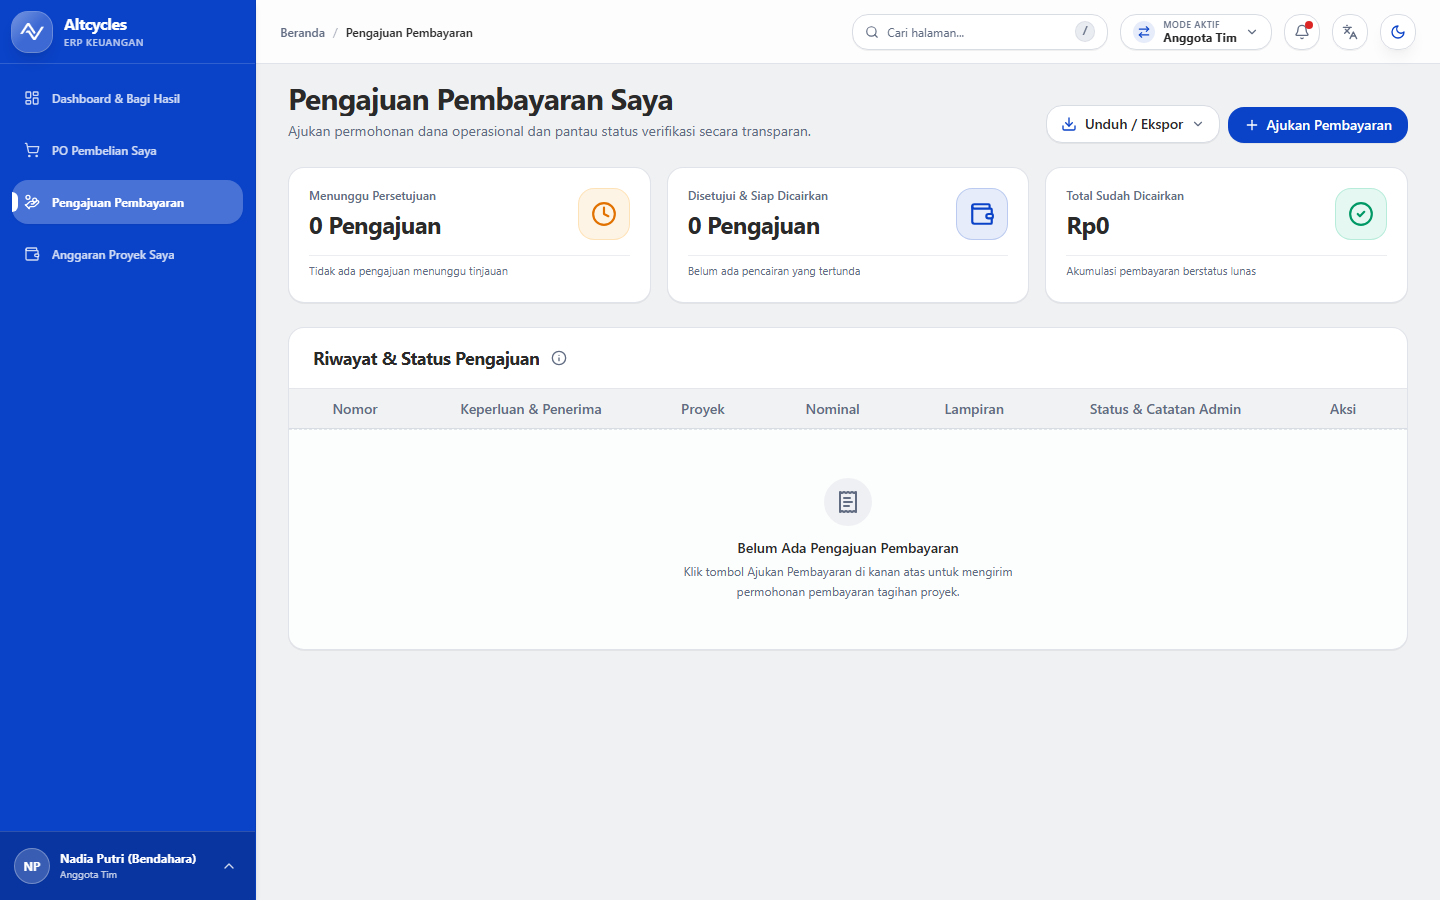 Altcycles
ERP KEUANGAN
Dashboard & Bagi Hasil
PO Pembelian Saya
Pengajuan Pembayaran
Anggaran Proyek Saya
NP
Nadia Putri (Bendahara)
Anggota Tim
Beranda / Pengajuan Pembayaran
Cari halaman... /
MODE AKTIF
Anggota Tim
Pengajuan Pembayaran Saya
Ajukan permohonan dana operasional dan pantau status verifikasi secara transparan.
Unduh / Ekspor
Ajukan Pembayaran
Menunggu Persetujuan
0 Pengajuan
Tidak ada pengajuan menunggu tinjauan
Disetujui & Siap Dicairkan
0 Pengajuan
Belum ada pencairan yang tertunda
Total Sudah Dicairkan
Rp0
Akumulasi pembayaran berstatus lunas
Riwayat & Status Pengajuan
Nomor Keperluan & Penerima Proyek Nominal Lampiran Status & Catatan Admin Aksi
Belum Ada Pengajuan Pembayaran
Klik tombol Ajukan Pembayaran di kanan atas untuk mengirim
permohonan pembayaran tagihan proyek.